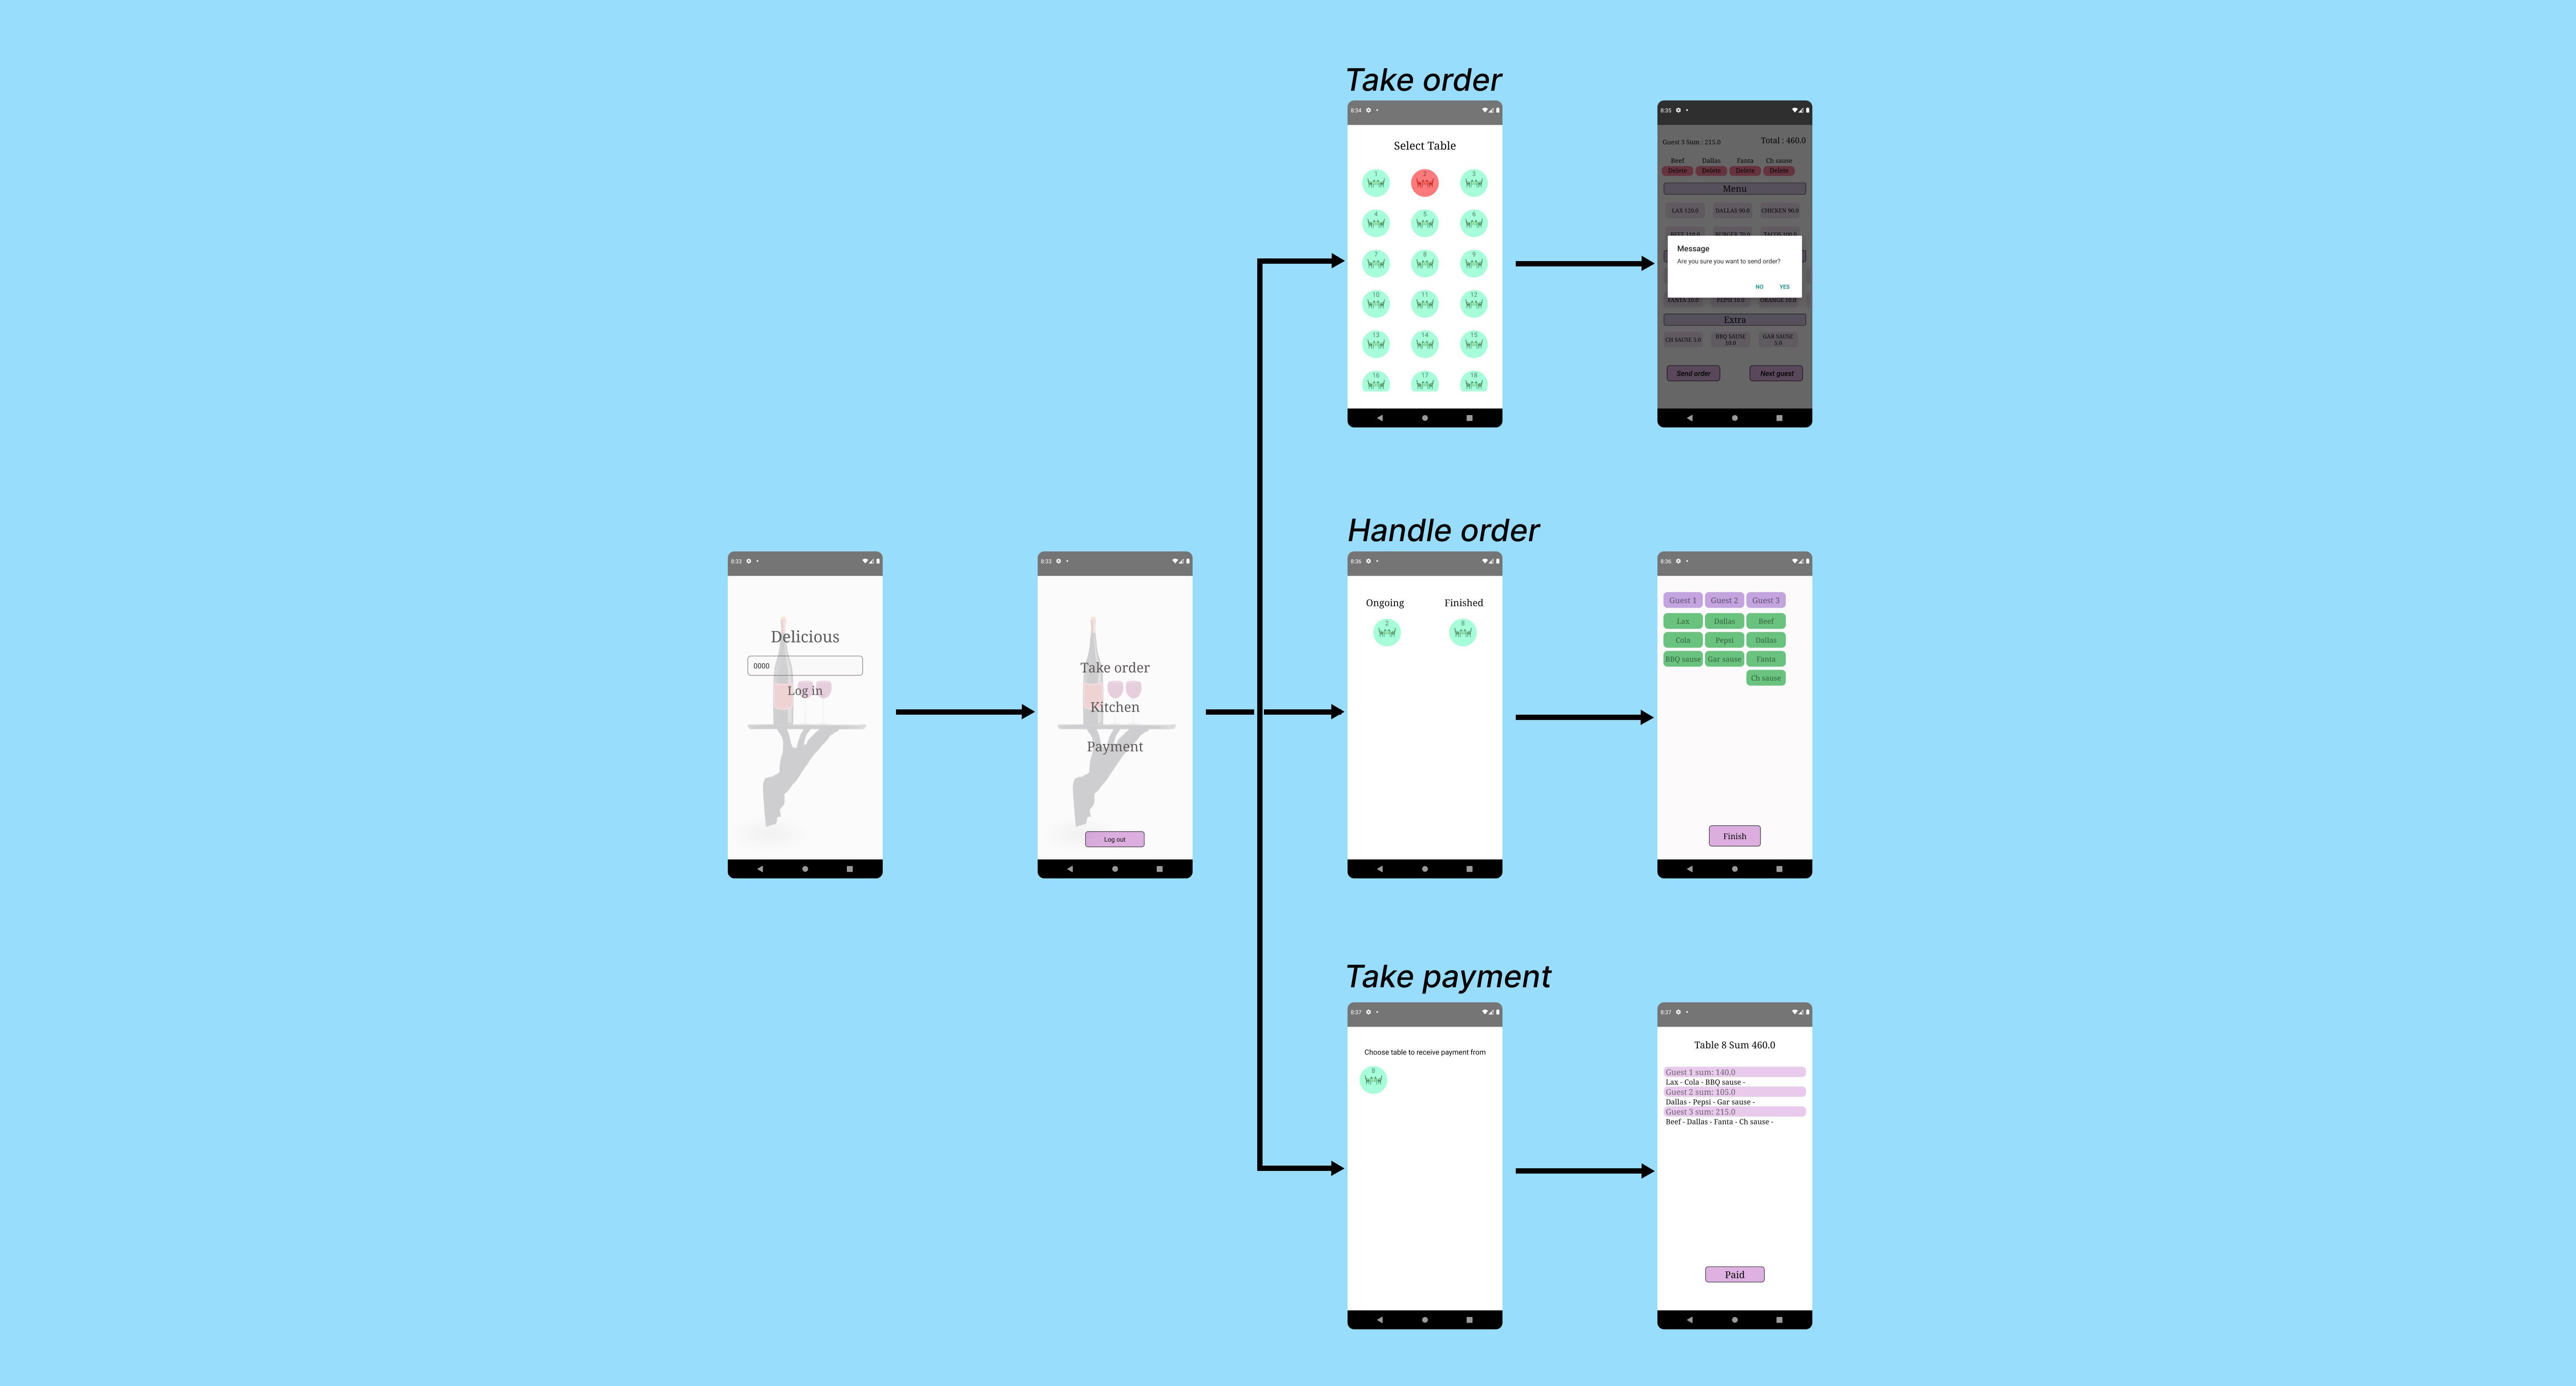 Take order
8:34
Select Table
1 2 3
4 5 6
7 8 9
10 11 12
13 14 15
16 17 18
8:35
Guest 3 Sum : 215.0 Total : 460.0
Beef Dallas Fanta Ch sause
Delete Delete Delete Delete
Menu
LAX 120.0 DALLAS 90.0 CHICKEN 90.0
Message
Are you sure you want to send order?
NO YES
FANTA 10.0 PEPSI 10.0 ORANGE 10.0
Extra
CH SAUSE 5.0 BBQ SAUSE 10.0 GAR SAUSE 5.0
Send order Next guest
8:33
Delicious
0000
Log in
8:33
Take order
Kitchen
Payment
Log out
Handle order
8:36
Ongoing Finished
2 8
8:36
Guest 1 Guest 2 Guest 3
Lax Dallas Beef
Cola Pepsi Dallas
BBQ sause Gar sause Fanta
Ch sause
Finish
Take payment
8:37
Choose table to receive payment from
8
8:37
Table 8 Sum 460.0
Guest 1 sum: 140.0
Lax - Cola - BBQ sause -
Guest 2 sum: 105.0
Dallas - Pepsi - Gar sause -
Guest 3 sum: 215.0
Beef - Dallas - Fanta - Ch sause -
Paid